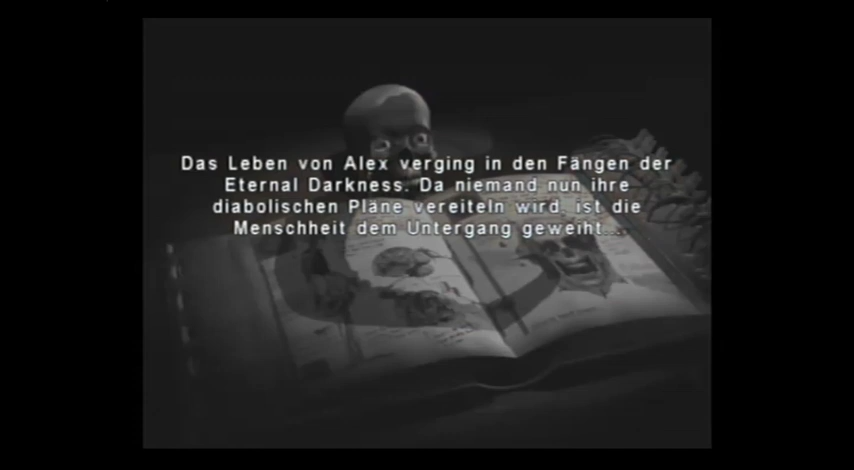 Das Leben von Alex verging in den Fängen der
Eternal Darkness. Da niemand nun ihre
diabolischen Pläne vereiteln wird, ist die
Menschheit dem Untergang geweiht....